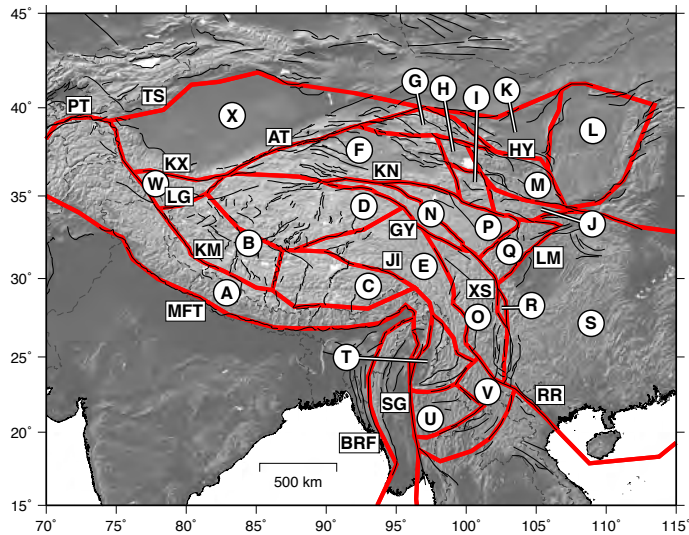 45°
G
H
I
K
TS
PT
X
40°
L
AT
F
HY
KX
KN
M
W
35°
LG
D
N
J
P
GY
B
Q
KM
LM
JI
E
30°
A
C
XS
R
MFT
O
S
25°
T
V
RR
SG
U
20°
BRF
500 km
15°
70° 75° 80° 85° 90° 95° 100° 105° 110° 115°